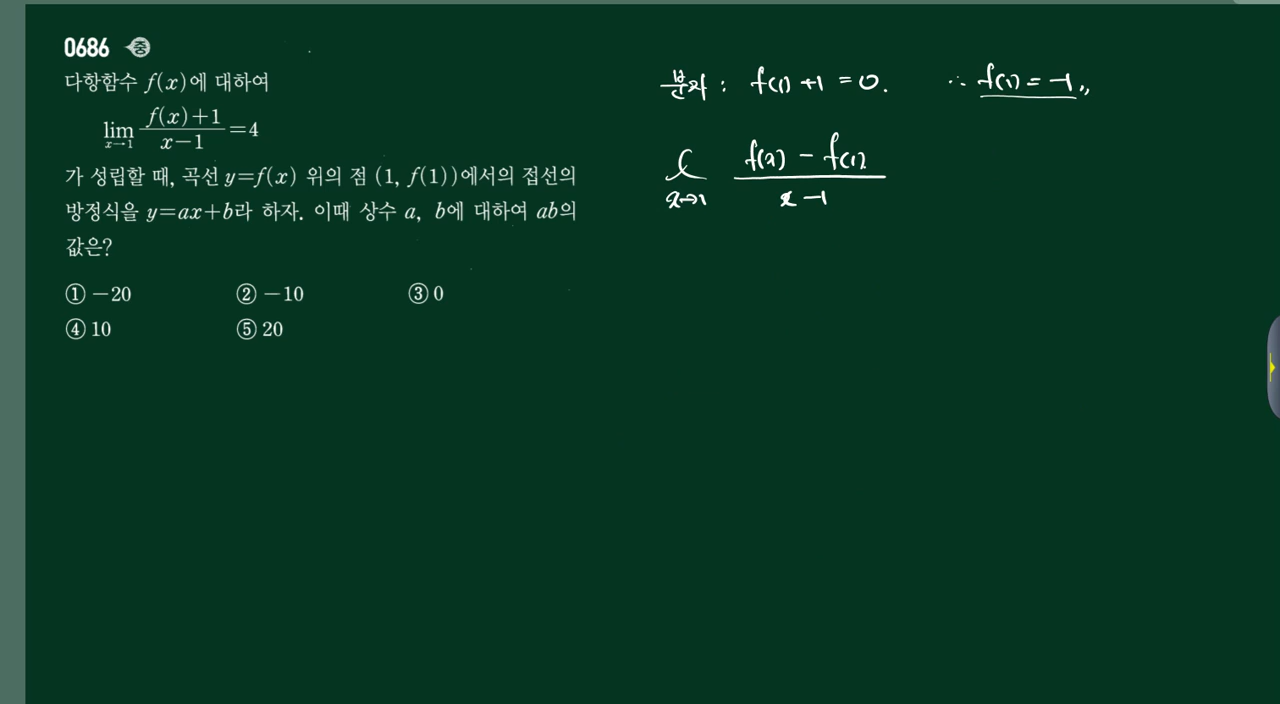 0686 중
다항함수 f(x)에 대하여
lim_{x→1} \frac{f(x)+1}{x-1}=4
가 성립할 때, 곡선 y=f(x) 위의 점 (1, f(1))에서의 접선의
방정식을 y=ax+b라 하자. 이때 상수 a, b에 대하여 ab의
값은?
① -20 ② -10 ③ 0
④ 10 ⑤ 20
분자 : f(1)+1=0. ∴ f(1)=-1,,
\frac{f(x)-f(1)}{x-1}
x→1